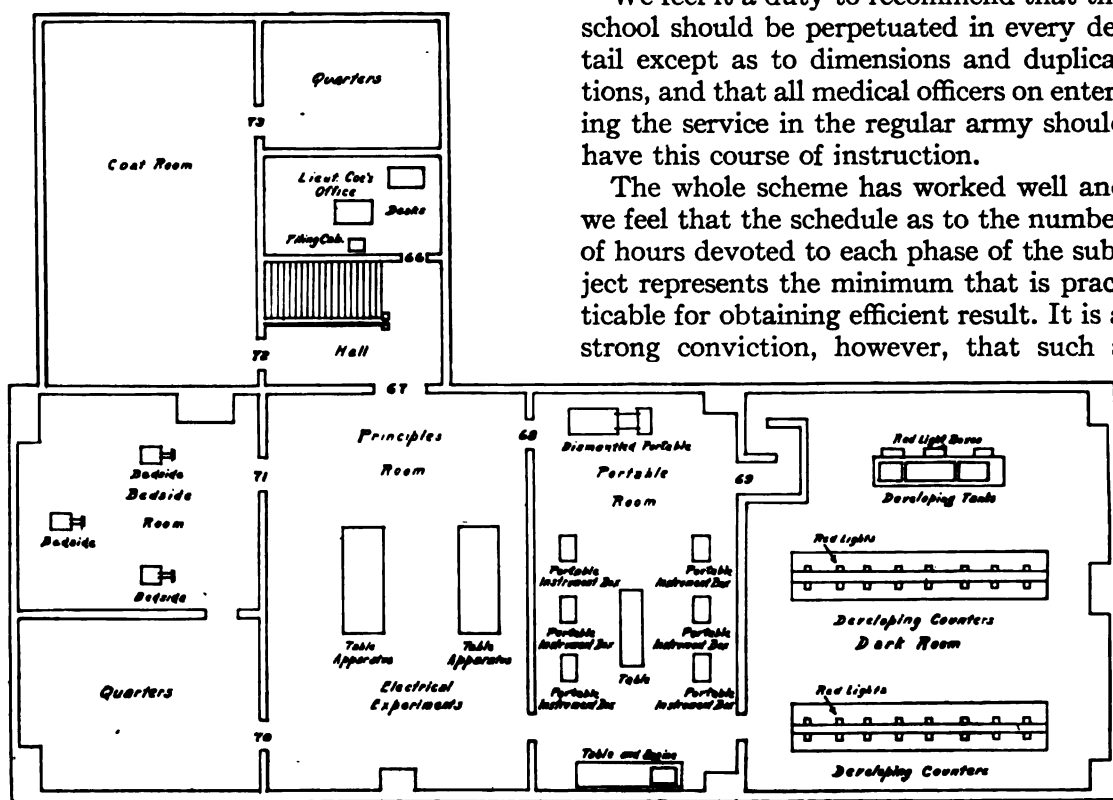 We feel it a duty to recommend that
school should be perpetuated in every de
tail except as to dimensions and duplica
tions, and that all medical officers on enter
ing the service in the regular army shoul
have this course of instruction.
The whole scheme has worked well an
we feel that the schedule as to the numbe
of hours devoted to each phase of the sub
ject represents the minimum that is prac
ticable for obtaining efficient result. It is a
strong conviction, however, that such a
Quarters
73
Coat Room
Lieut. Coe's
Office
Desks
Filing Cab.
66
72
Hall
67
Principles
Room
68
Dismantled Portable
Portable
Room
69
Red Light Boxes
Developing Tanks
Bedside
Bedside
Room
71
Bedside
Bedside
Red Lights
Developing Counters
Dark Room
Portable
Instrument Box
Portable
Instrument Box
Portable
Instrument Box
Portable
Instrument Box
Portable
Instrument Box
Portable
Instrument Box
Table
Table
Apparatus
Table
Apparatus
Electrical
Experiments
Quarters
70
Table and Engine
Red Lights
Developing Counters